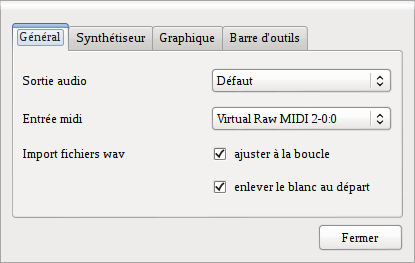 Général Synthétiseur Graphique Barre d'outils
Sortie audio Défaut
Entrée midi Virtual Raw MIDI 2-0:0
Import fichiers wav ajuster à la boucle
enlever le blanc au départ
Fermer